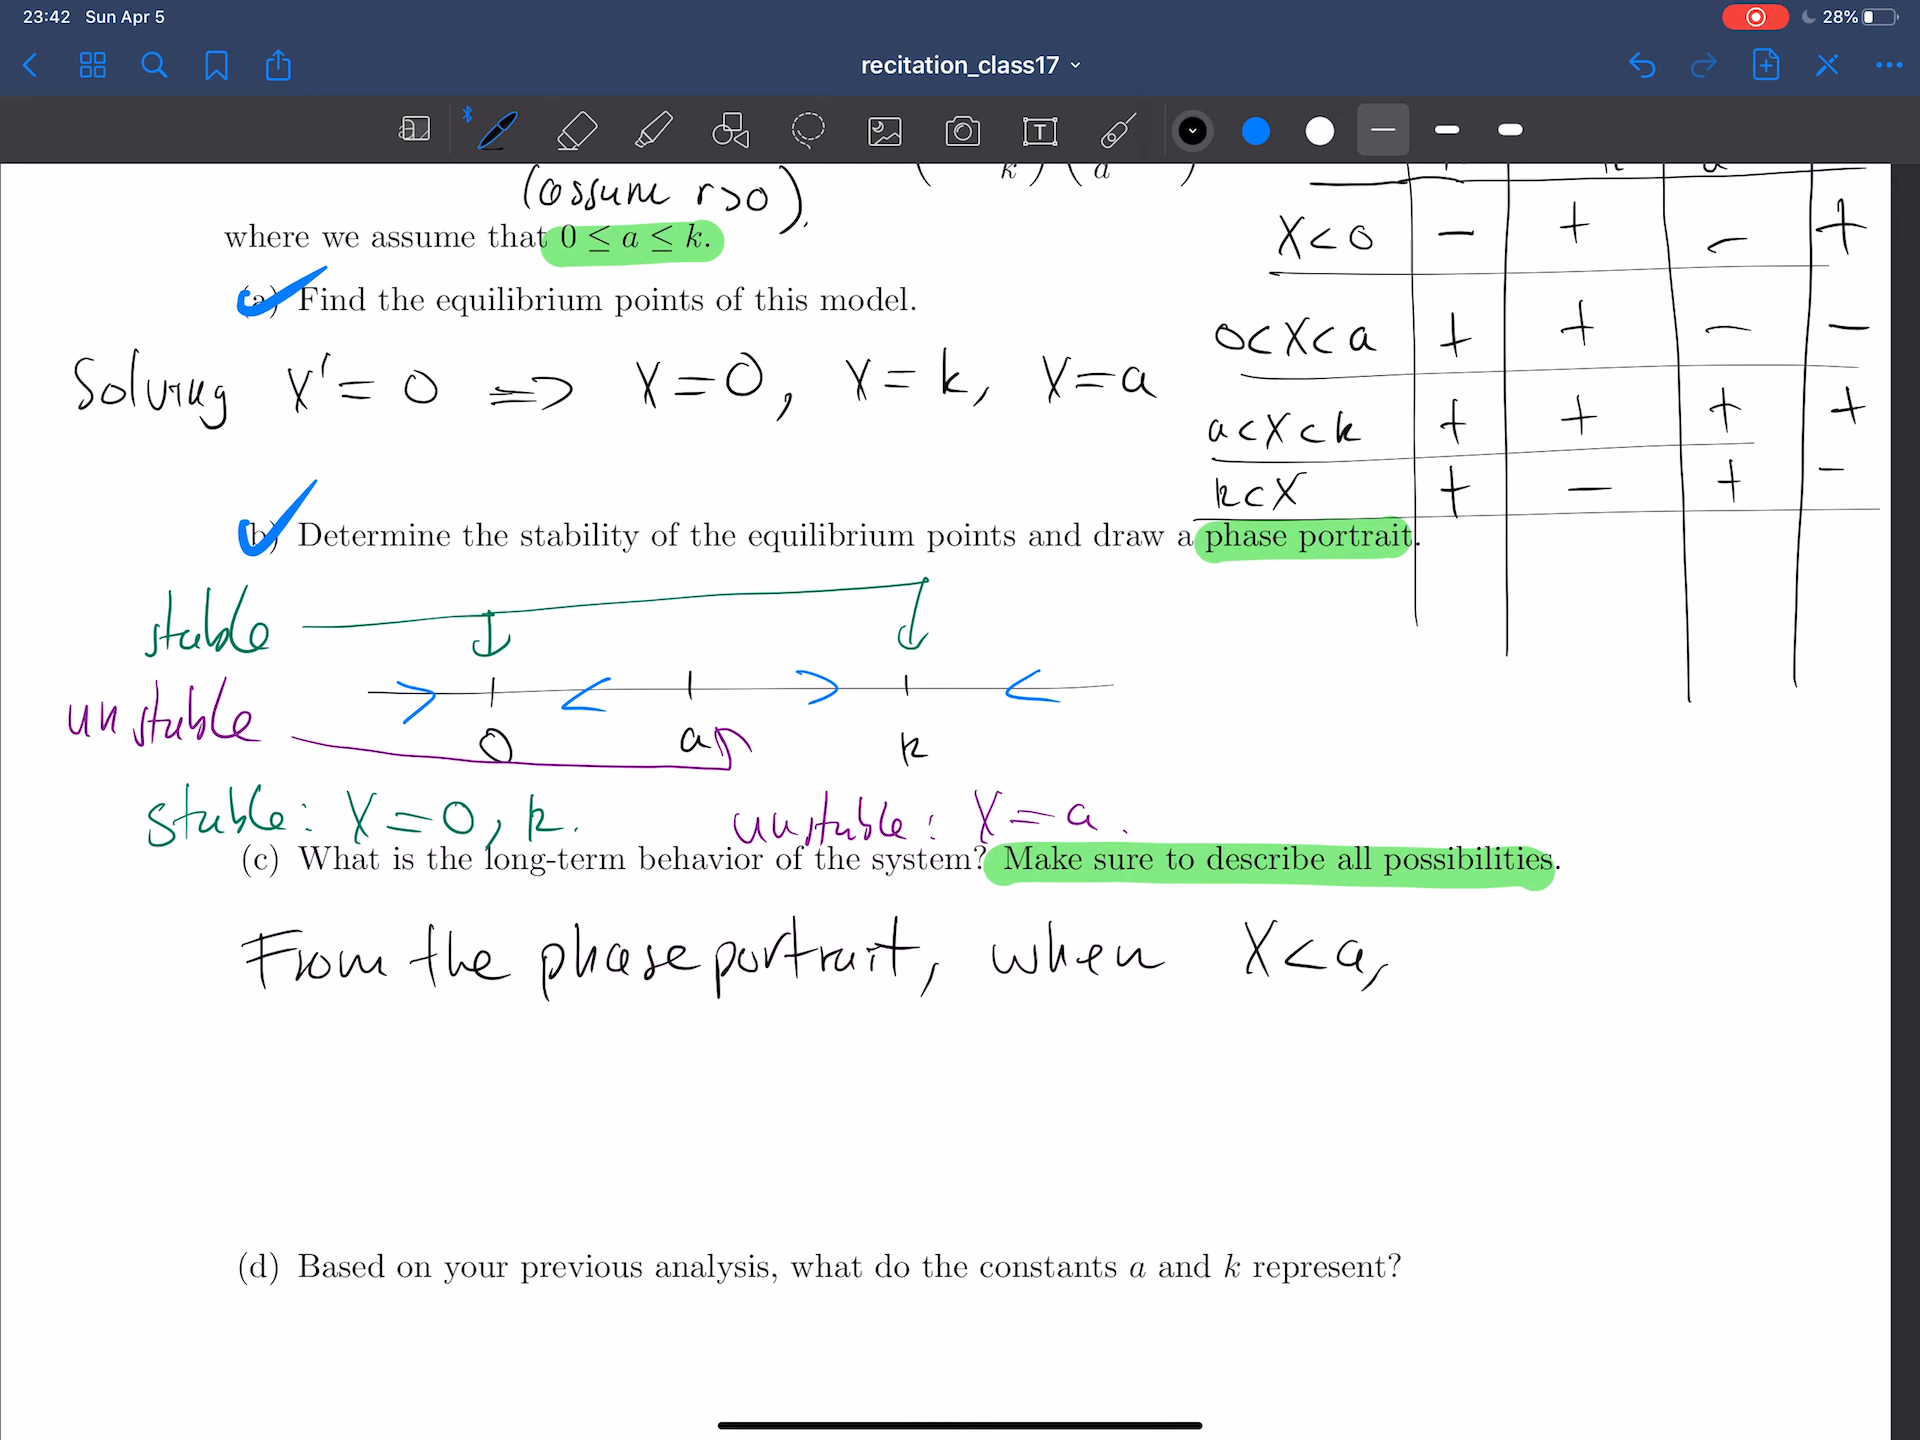 23:42 Sun Apr 5
28%
recitation_class17
(assume r>0).
where we assume that 0 ≤ a ≤ k.
(a) Find the equilibrium points of this model.
Solving X' = 0 => X=0, X=k, X=a
X<0 - + - +
0<X<a + + - -
a<X<k + + + +
k<X + - + -
(b) Determine the stability of the equilibrium points and draw a phase portrait.
stable
unstable
0 a k
stable: X=0, k. unstable: X=a.
(c) What is the long-term behavior of the system? Make sure to describe all possibilities.
From the phase portrait, when X<a,
(d) Based on your previous analysis, what do the constants a and k represent?